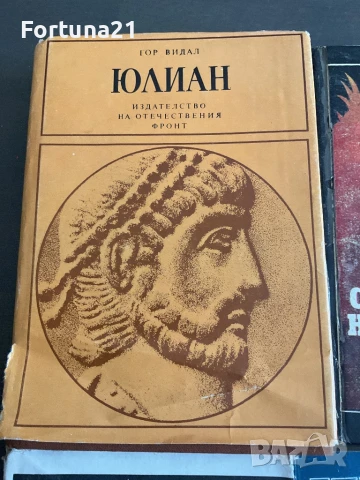 Fortuna21
ГОР ВИДАЛ
ЮЛИАН
ИЗДАТЕЛСТВО
НА ОТЕЧЕСТВЕНИЯ
ФРОНТ
BAZAR